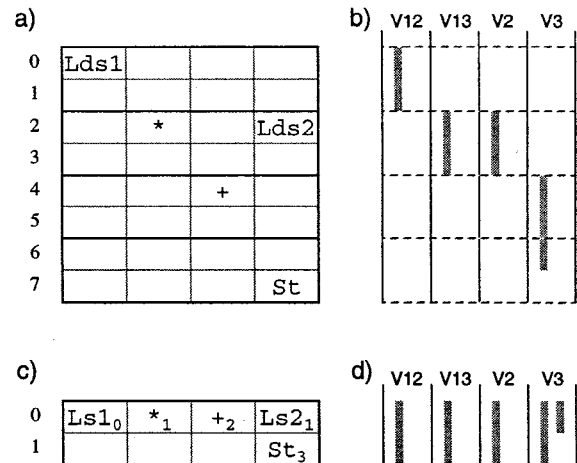 a)
b)
V12 V13 V2 V3
0 Lds1
1
2 * Lds2
3
4 +
5
6
7 St
c)
d)
V12 V13 V2 V3
0 Ls1₀ *₁ +₂ Ls2₁
1 St₃